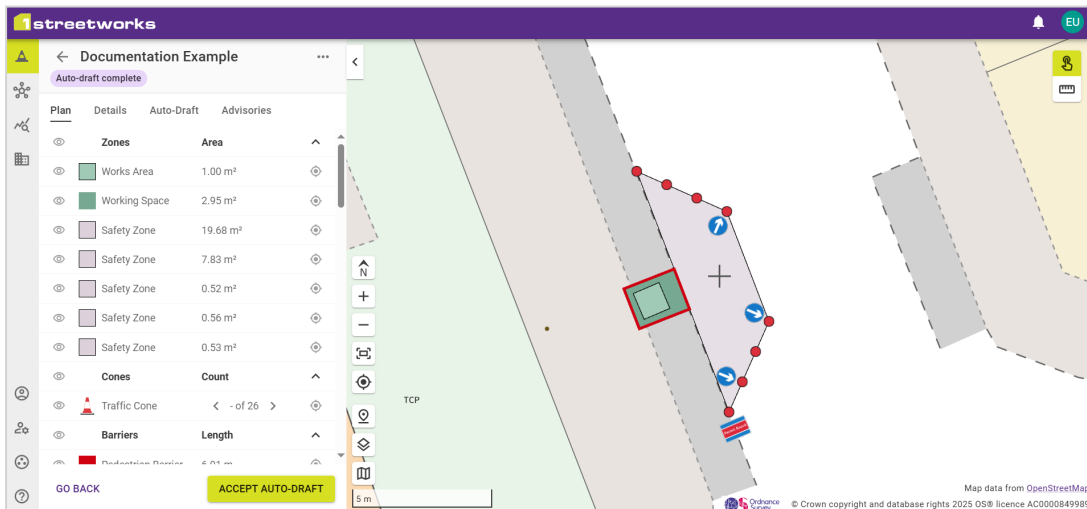 1streetworks
EU
Documentation Example
Auto-draft complete
Plan Details Auto-Draft Advisories
Zones Area
Works Area 1.00 m²
Working Space 2.95 m²
Safety Zone 19.68 m²
Safety Zone 7.83 m²
Safety Zone 0.52 m²
Safety Zone 0.56 m²
Safety Zone 0.53 m²
Cones Count
Traffic Cone - of 26
Barriers Length
Pedestrian Barrier 6.01 m
GO BACK
ACCEPT AUTO-DRAFT
N
TCP
5 m
Map data from OpenStreetMap
Ordnance
Survey
© Crown copyright and database rights 2025 OS® licence AC0000849989